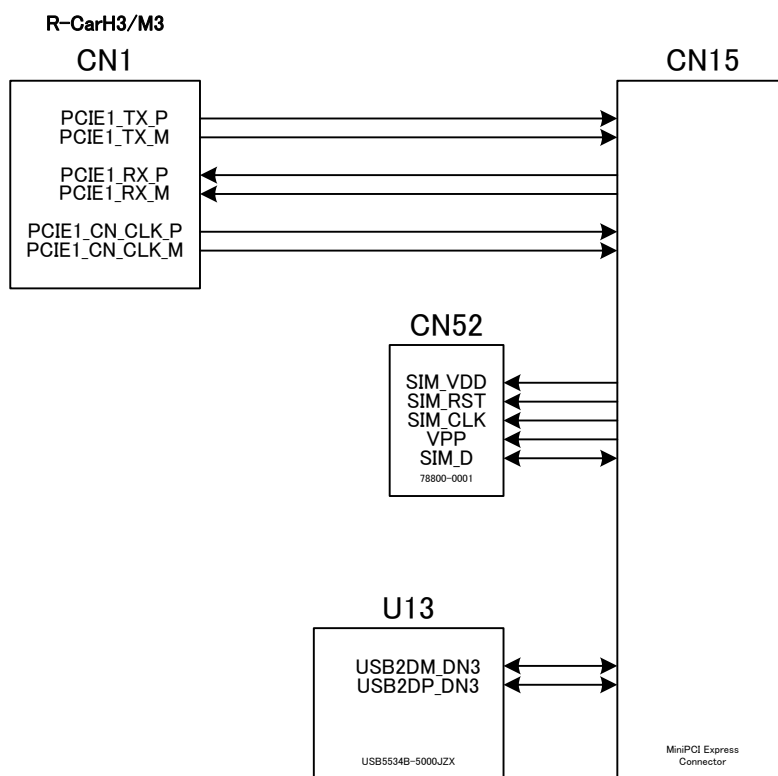 R-CarH3/M3
CN1
CN15
PCIE1_TX_P
PCIE1_TX_M
PCIE1_RX_P
PCIE1_RX_M
PCIE1_CN_CLK_P
PCIE1_CN_CLK_M
CN52
SIM_VDD
SIM_RST
SIM_CLK
VPP
SIM_D
78800-0001
U13
USB2DM_DN3
USB2DP_DN3
USB5534B-5000JZX
MiniPCI Express
Connector